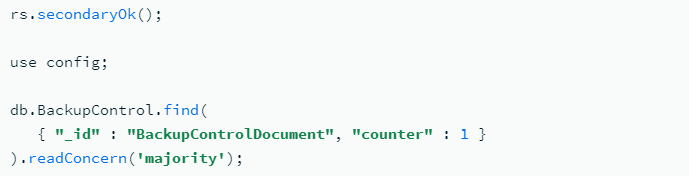 rs.secondaryOk();
use config;
db.BackupControl.find(
{ "_id" : "BackupControlDocument", "counter" : 1 }
).readConcern('majority');